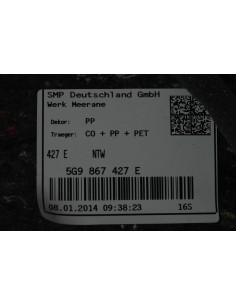 SMP Deutschland GmbH
Werk Meerane
Dekor: PP
Traeger: CO + PP + PET
427 E NTW
5G9 867 427 E
08.01.2014 09:38:23 16S